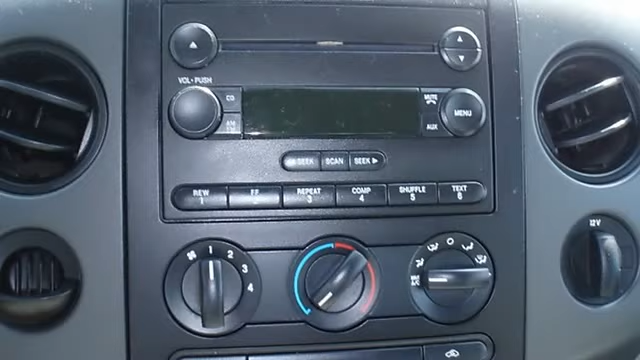 VOL • PUSH
CD
AM
FM
MUTE
AUX
MENU
◄ SEEK SCAN SEEK ►
REW FF REPEAT COMP SHUFFLE TEXT
1 2 3 4 5 6
1 2 3 4
12V
MAX
A/C